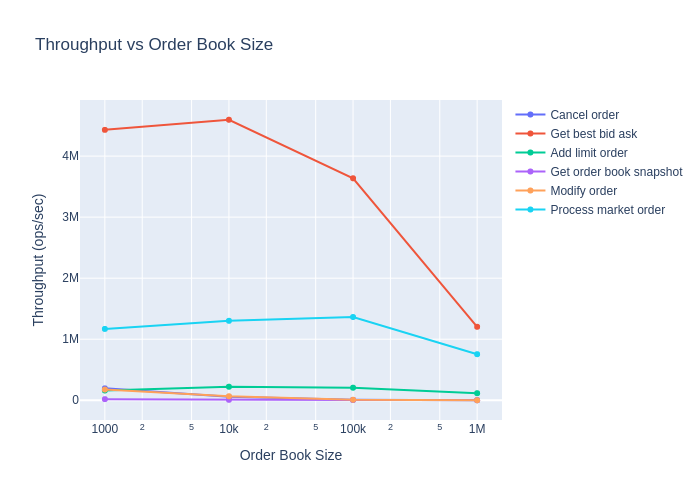 Throughput vs Order Book Size
Cancel order
Get best bid ask
Add limit order
Get order book snapshot
Modify order
Process market order
Throughput (ops/sec)
4M
3M
2M
1M
0
1000 2 5 10k 2 5 100k 2 5 1M
Order Book Size